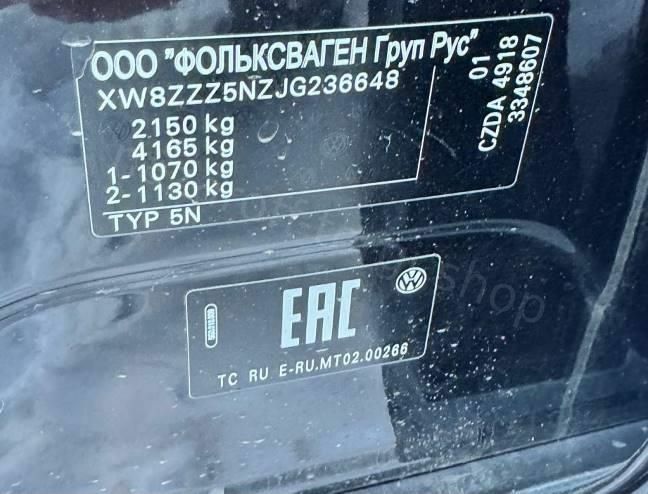 ООО "ФОЛЬКСВАГЕН Груп Рус"
XW8ZZZ5NZJG236648
2150 kg
4165 kg
1-1070 kg
2-1130 kg
TYP 5N
01
CZDA 4918
3348607
EAC
TC RU E-RU.MT02.00266
shop